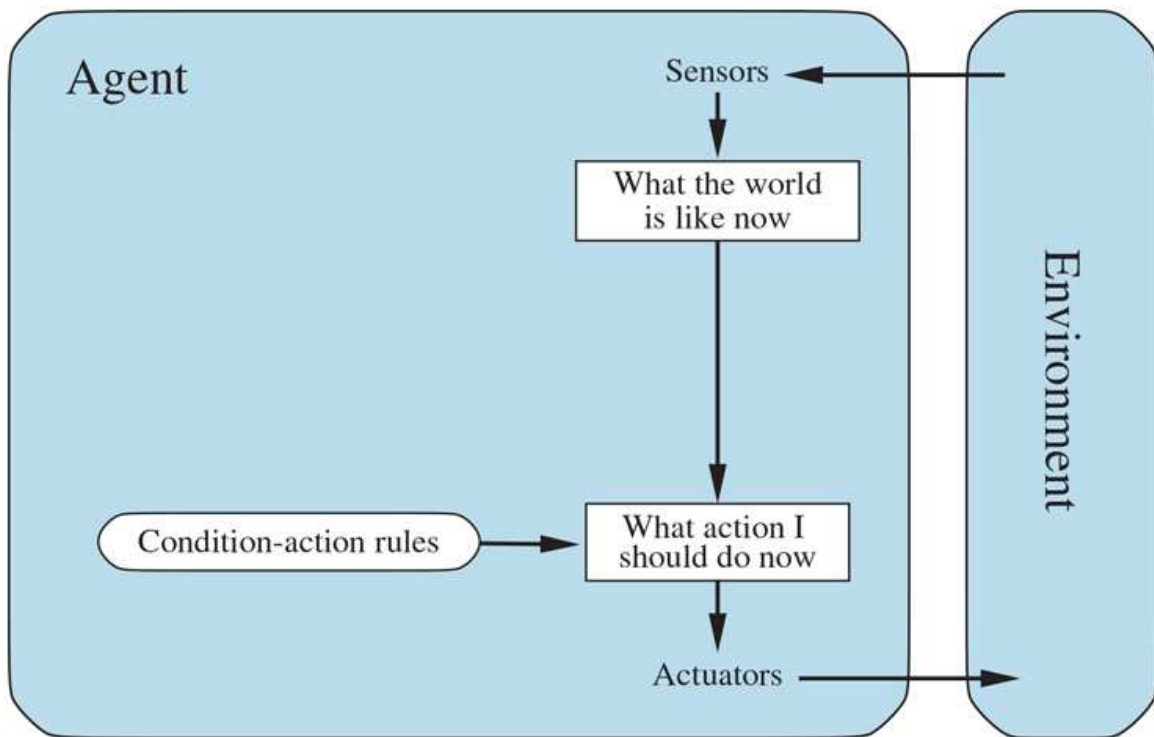 Agent
Sensors
What the world
is like now
Environment
Condition-action rules
What action I
should do now
Actuators